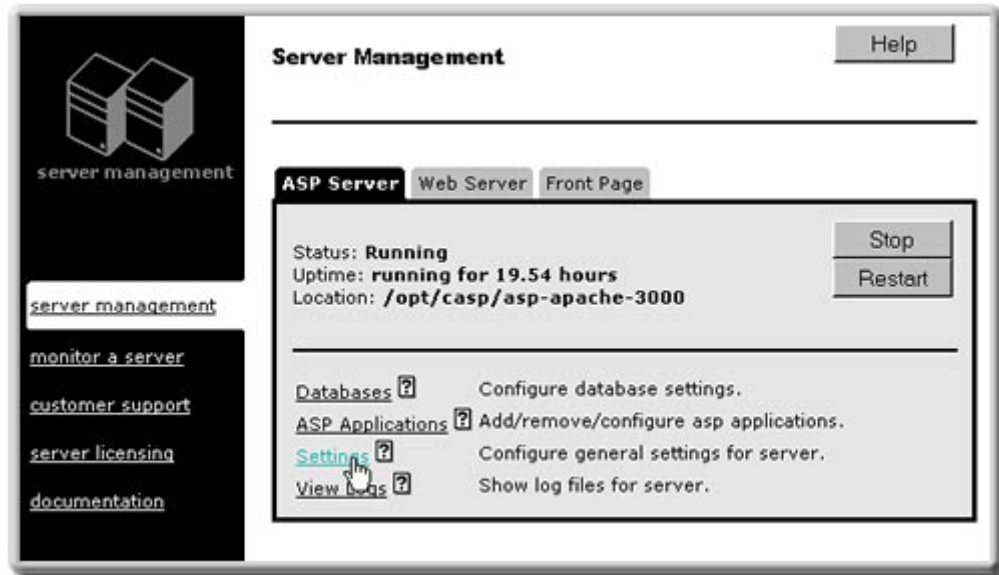 server management
Server Management
Help
ASP Server Web Server Front Page
Status: Running
Uptime: running for 19.54 hours
Location: /opt/casp/asp-apache-3000
Stop
Restart
server management
monitor a server
customer support
server licensing
documentation
Databases ? Configure database settings.
ASP Applications ? Add/remove/configure asp applications.
Settings ? Configure general settings for server.
View Logs ? Show log files for server.